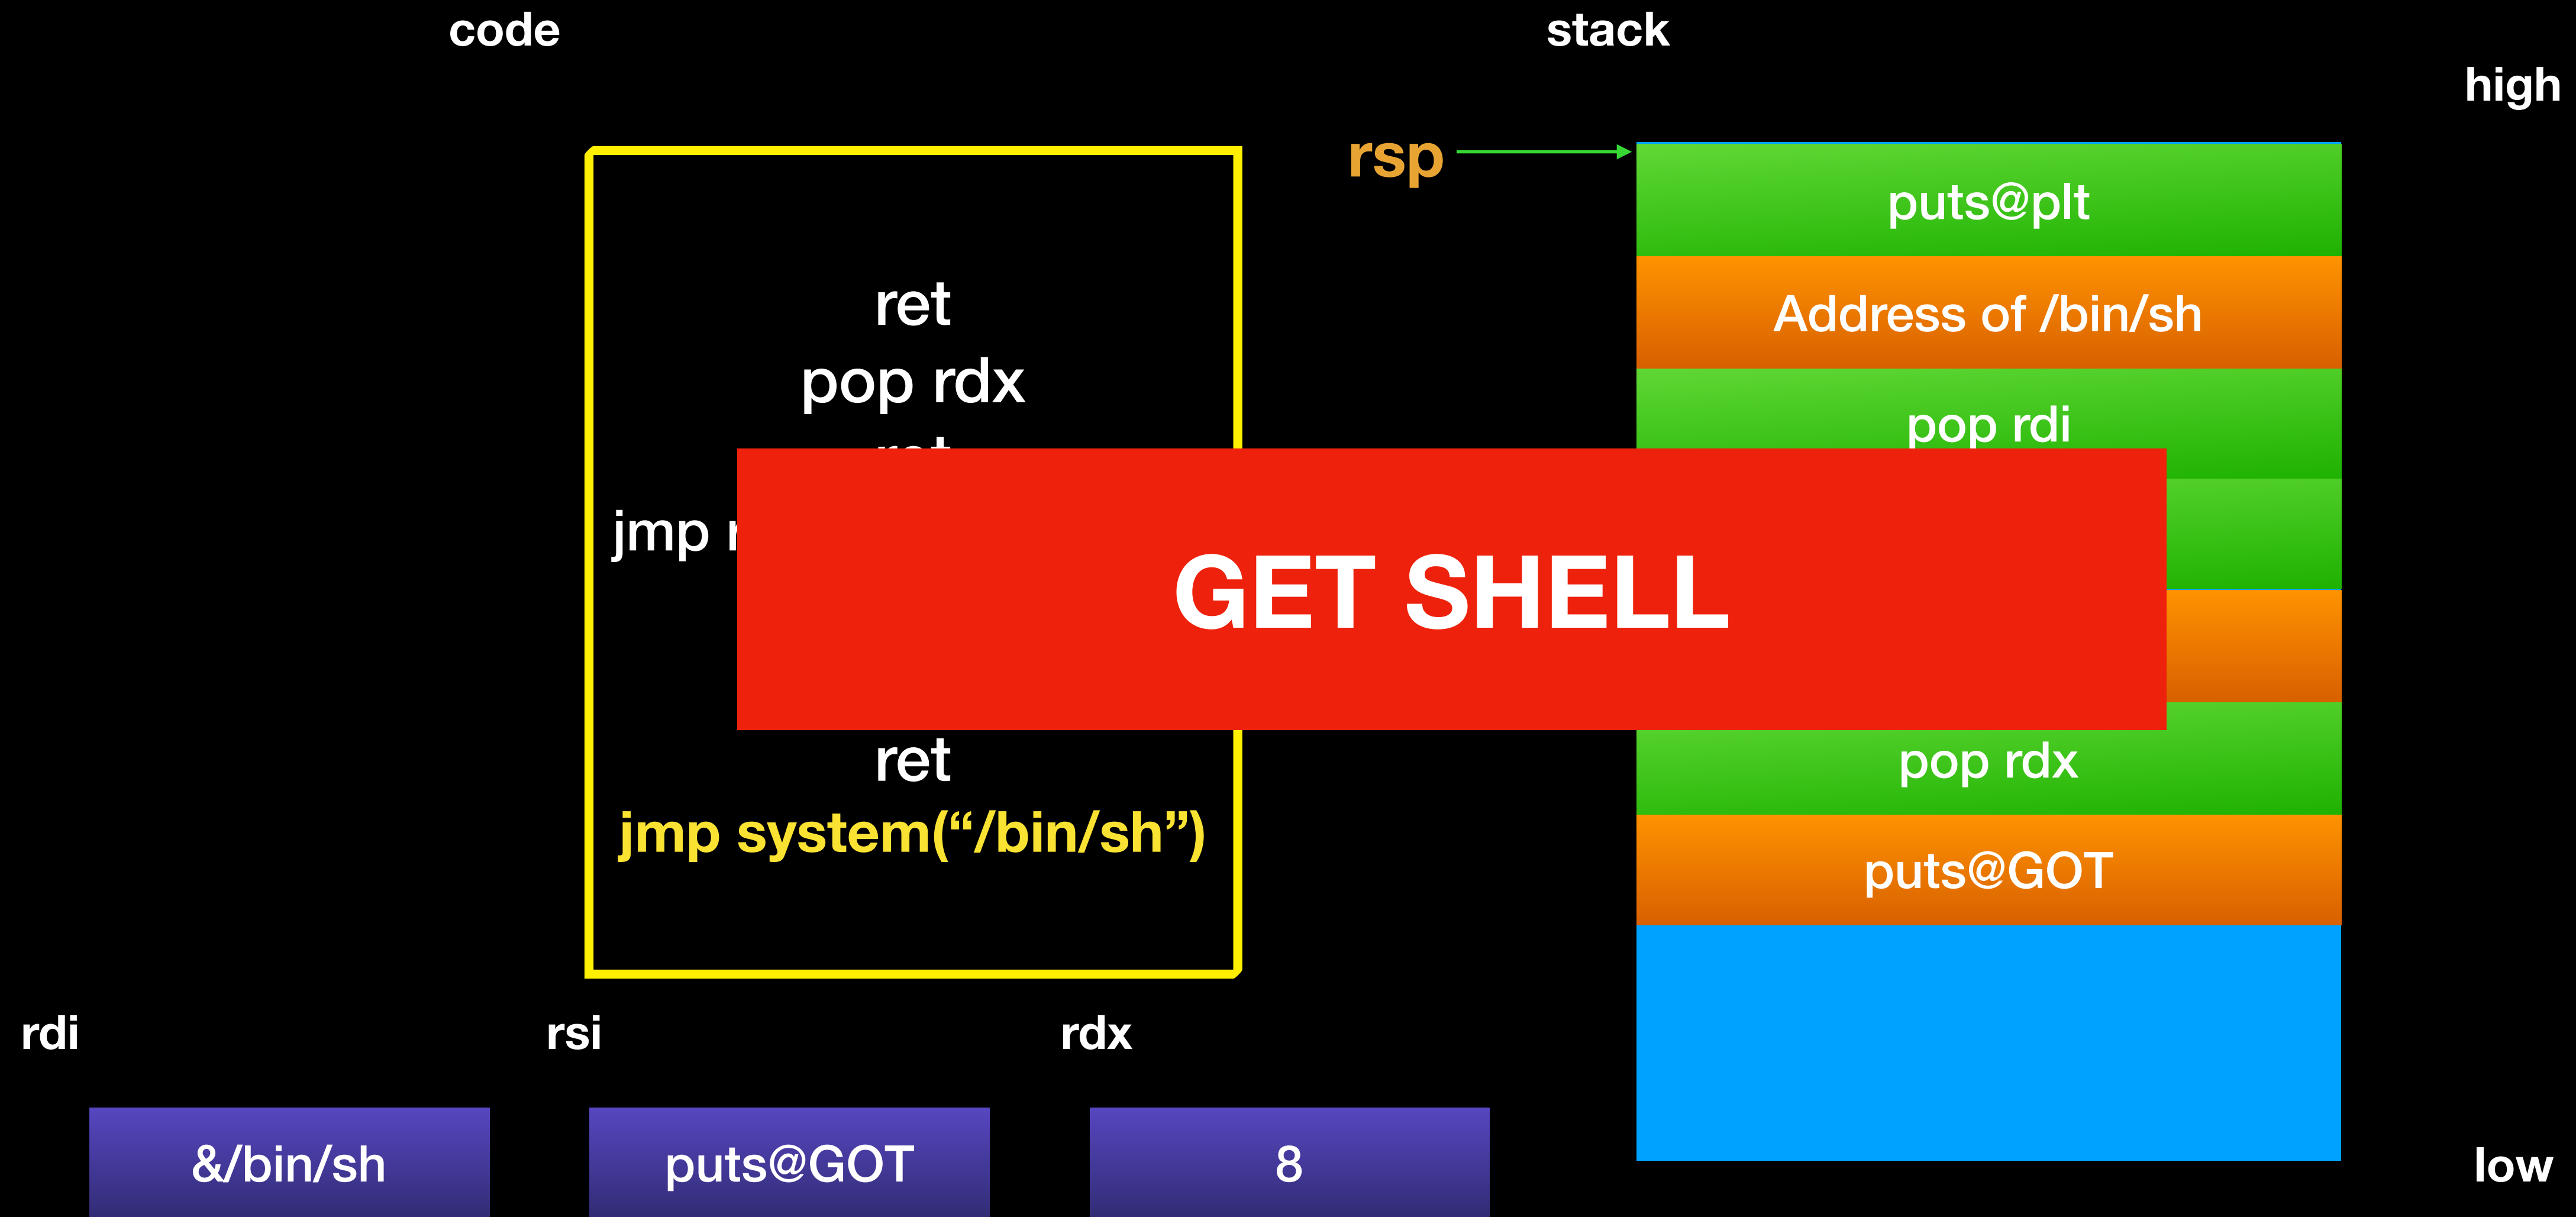 code
stack
high
rsp
puts@plt
Address of /bin/sh
ret
pop rdx
pop rdi
jmp
GET SHELL
ret
pop rdx
jmp system(“/bin/sh”)
puts@GOT
rdi
rsi
rdx
&/bin/sh
puts@GOT
8
low